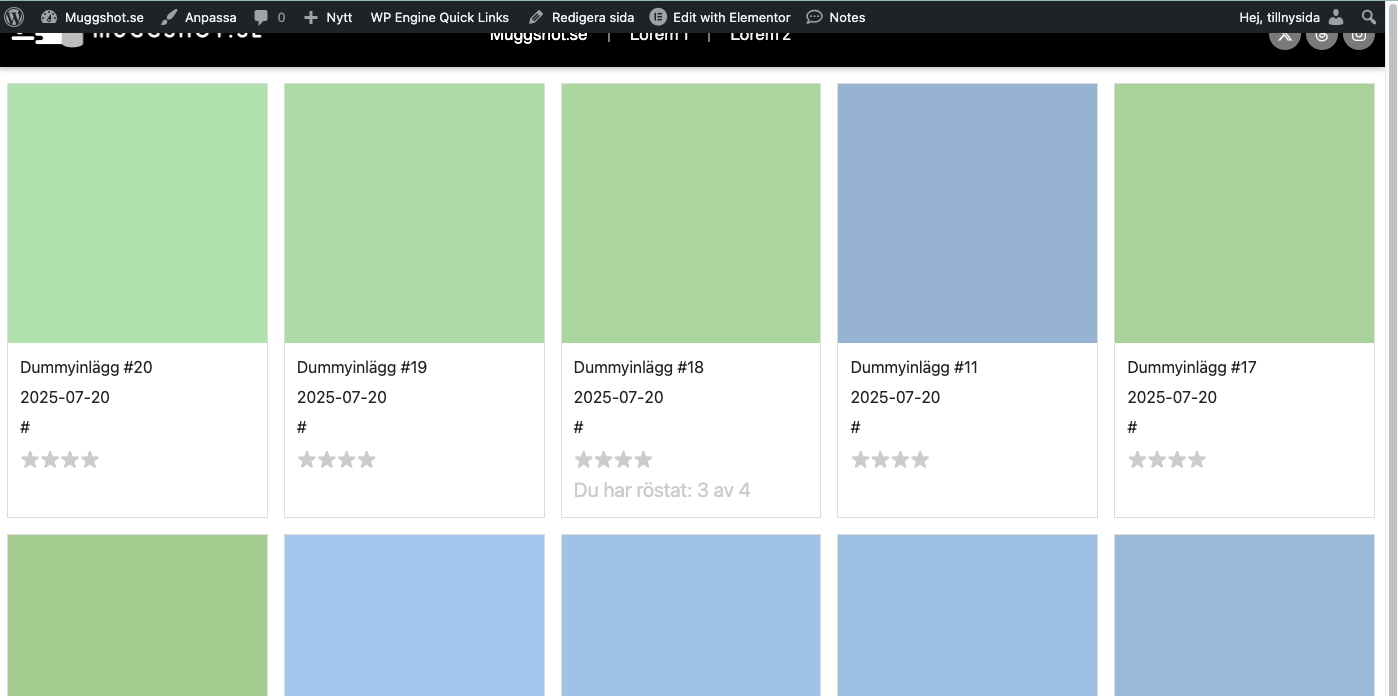 Muggshot.se Anpassa 0 Nytt WP Engine Quick Links Redigera sida Edit with Elementor Notes Hej, tillnysida
MUGGSHOT.SE Muggshot.se | Lorem 1 | Lorem 2
Dummyinlägg #20
2025-07-20
#
Dummyinlägg #19
2025-07-20
#
Dummyinlägg #18
2025-07-20
#
Du har röstat: 3 av 4
Dummyinlägg #11
2025-07-20
#
Dummyinlägg #17
2025-07-20
#